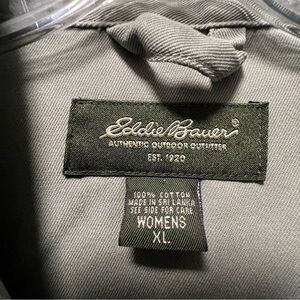 Eddie Bauer®
AUTHENTIC OUTDOOR OUTFITTER
EST. 1920
100% COTTON
MADE IN SRI LANKA
SEE SIDE FOR CARE
WOMENS
XL